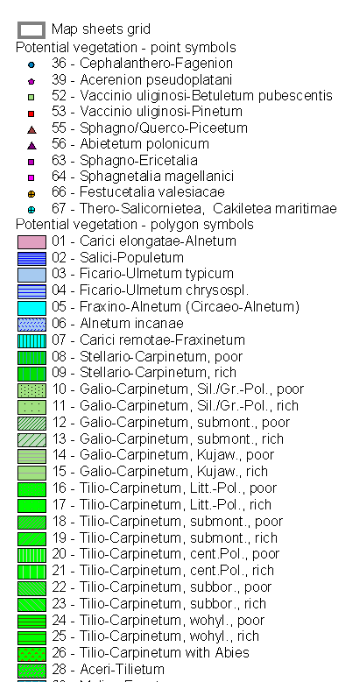 Map sheets grid
Potential vegetation - point symbols
36 - Cephalanthero-Fagenion
39 - Acerenion pseudoplatani
52 - Vaccinio uliginosi-Betuletum pubescentis
53 - Vaccinio uliginosi-Pinetum
55 - Sphagno/Querco-Piceetum
56 - Abietetum polonicum
63 - Sphagno-Ericetalia
64 - Sphagnetalia magellanici
66 - Festucetalia valesiacae
67 - Thero-Salicornietea, Cakiletea maritimae
Potential vegetation - polygon symbols
01 - Carici elongatae-Alnetum
02 - Salici-Populetum
03 - Ficario-Ulmetum typicum
04 - Ficario-Ulmetum chrysospl.
05 - Fraxino-Alnetum (Circaeo-Alnetum)
06 - Alnetum incanae
07 - Carici remotae-Fraxinetum
08 - Stellario-Carpinetum, poor
09 - Stellario-Carpinetum, rich
10 - Galio-Carpinetum, Sil./Gr.-Pol., poor
11 - Galio-Carpinetum, Sil./Gr.-Pol., rich
12 - Galio-Carpinetum, submont., poor
13 - Galio-Carpinetum, submont., rich
14 - Galio-Carpinetum, Kujaw., poor
15 - Galio-Carpinetum, Kujaw., rich
16 - Tilio-Carpinetum, Litt.-Pol., poor
17 - Tilio-Carpinetum, Litt.-Pol., rich
18 - Tilio-Carpinetum, submont., poor
19 - Tilio-Carpinetum, submont., rich
20 - Tilio-Carpinetum, cent.Pol., poor
21 - Tilio-Carpinetum, cent.Pol., rich
22 - Tilio-Carpinetum, subbor., poor
23 - Tilio-Carpinetum, subbor., rich
24 - Tilio-Carpinetum, wohyl., poor
25 - Tilio-Carpinetum, wohyl., rich
26 - Tilio-Carpinetum with Abies
28 - Aceri-Tilietum